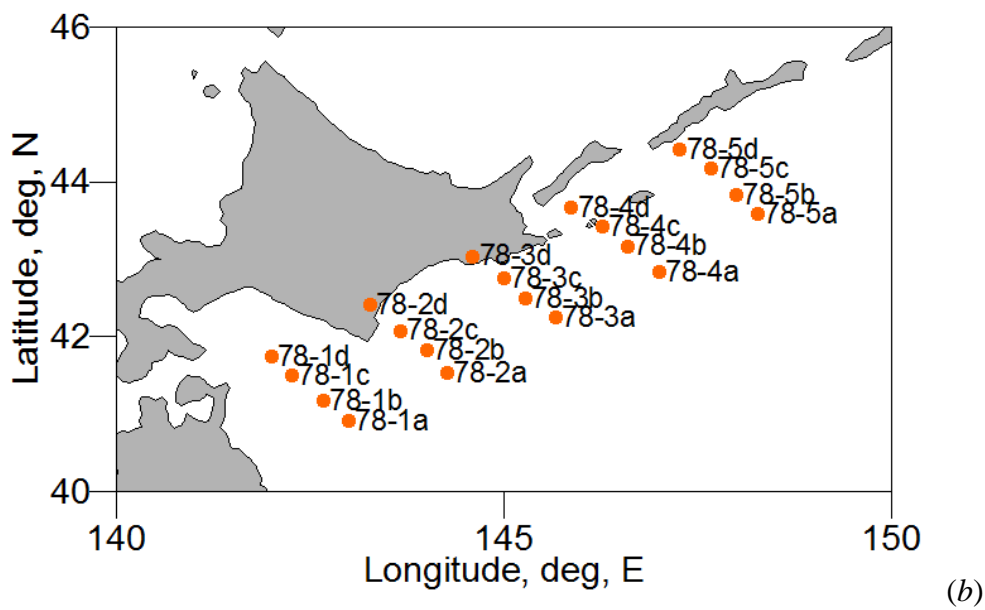 46
44
42
40
Latitude, deg, N
78-5d
78-5c
78-5b
78-5a
78-4d
78-4c
78-4b
78-4a
78-3d
78-3c
78-3b
78-3a
78-2d
78-2c
78-2b
78-2a
78-1d
78-1c
78-1b
78-1a
140
145
150
Longitude, deg, E
(b)